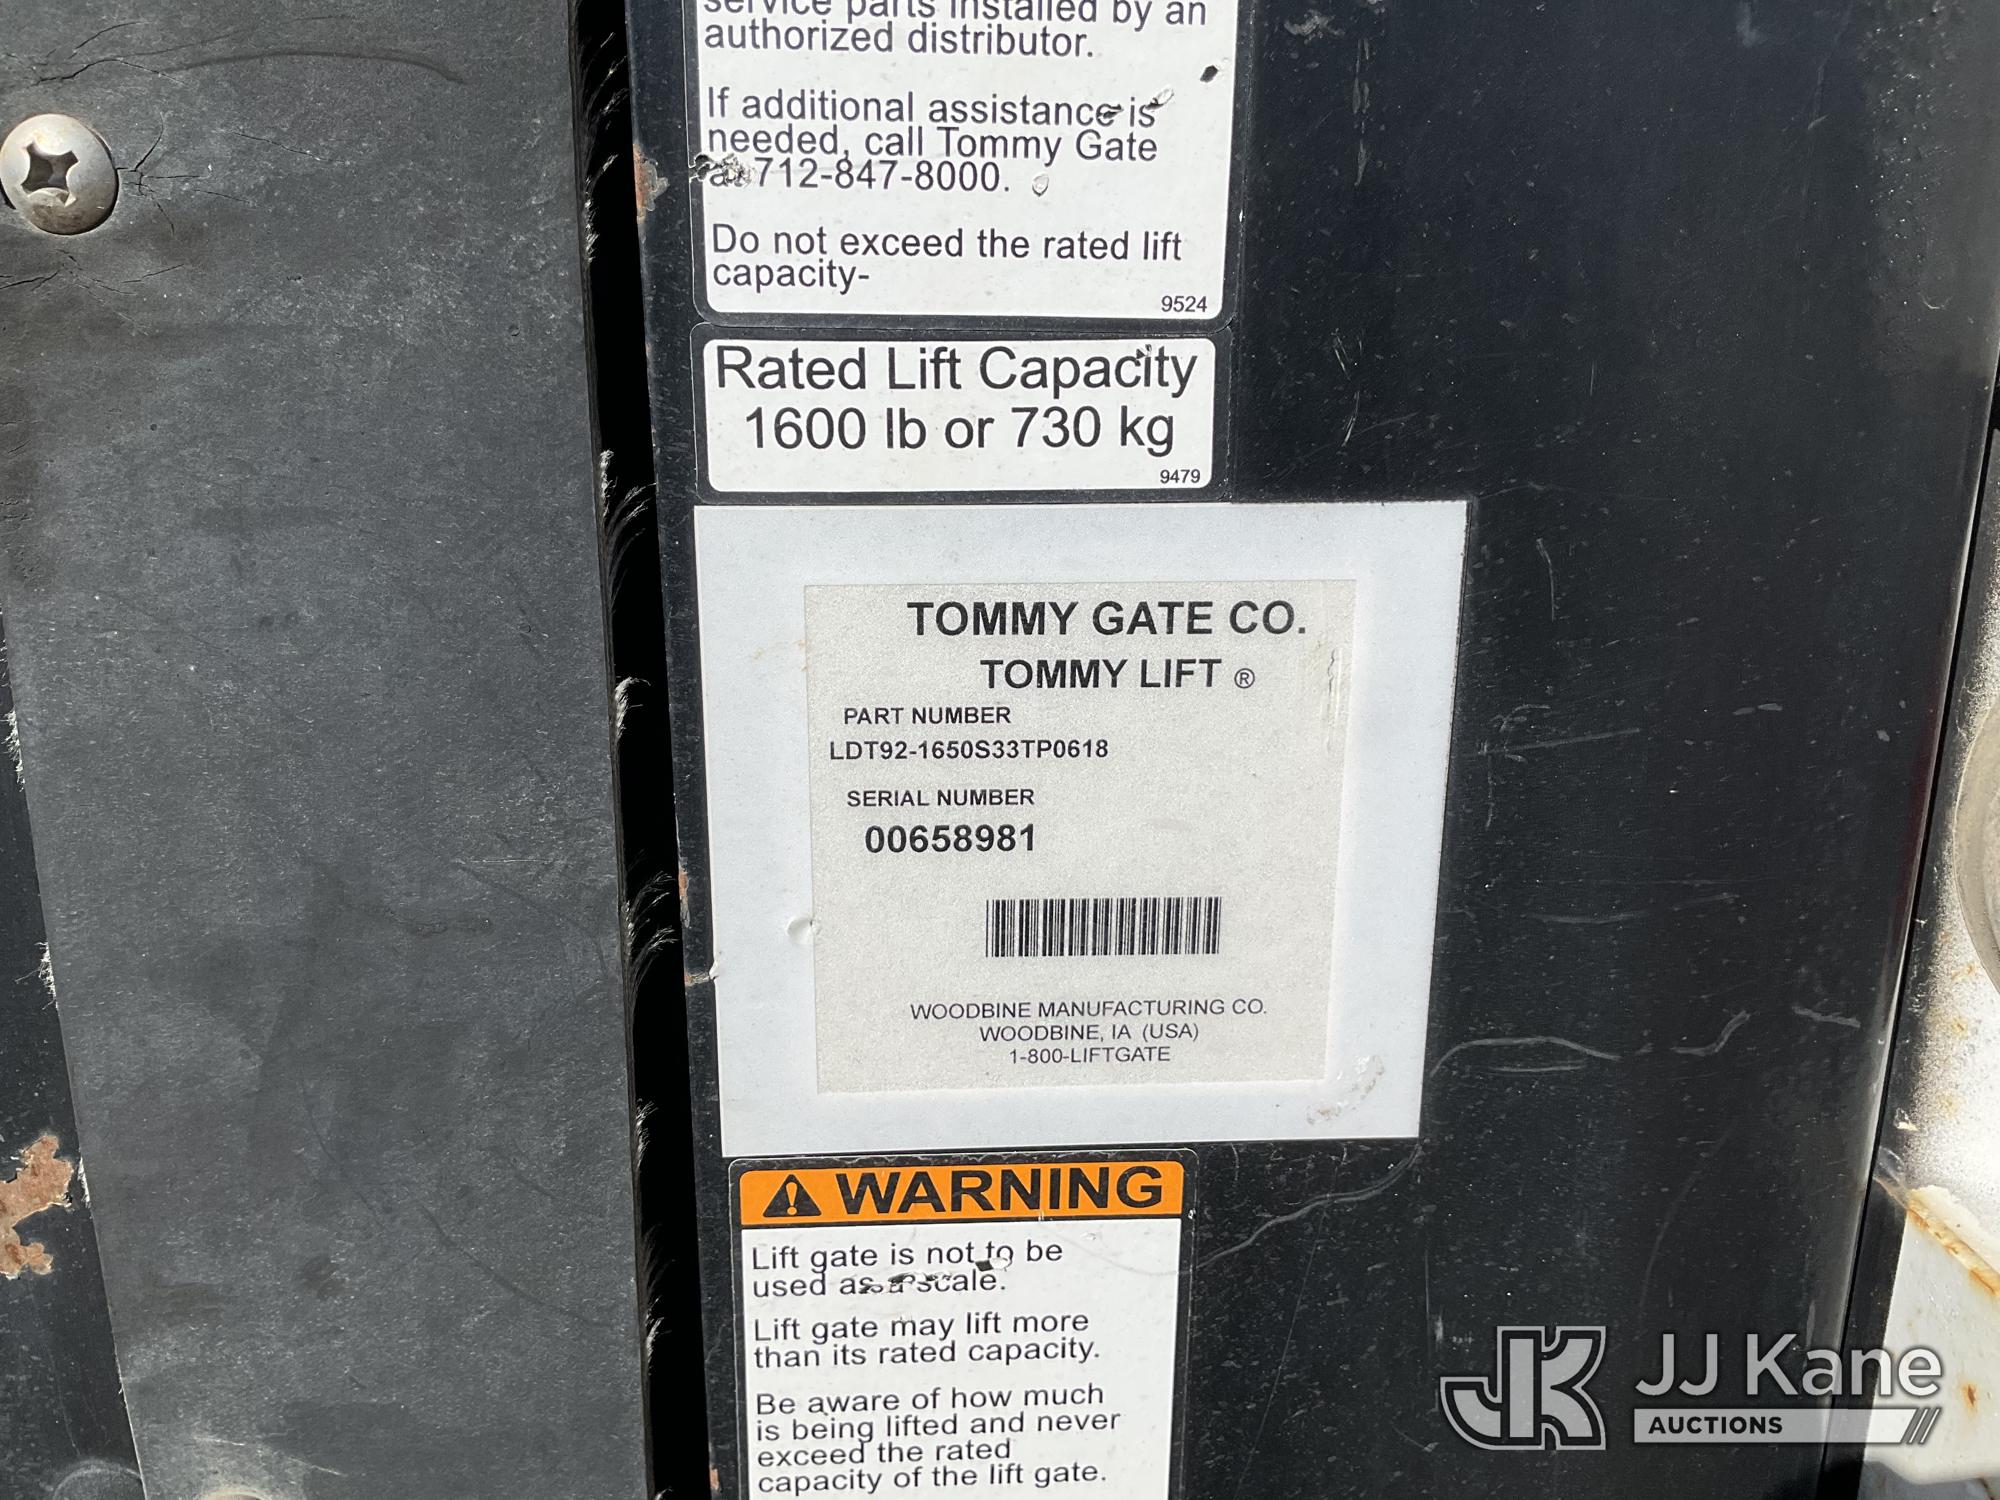 service parts installed by an
authorized distributor.
If additional assistance is
needed, call Tommy Gate
at 712-847-8000.
Do not exceed the rated lift
capacity-
9524
Rated Lift Capacity
1600 lb or 730 kg
9479
TOMMY GATE CO.
TOMMY LIFT ®
PART NUMBER
LDT92-1650S33TP0618
SERIAL NUMBER
00658981
WOODBINE MANUFACTURING CO.
WOODBINE, IA (USA)
1-800-LIFTGATE
WARNING
Lift gate is not to be
used as a scale.
Lift gate may lift more
than its rated capacity.
Be aware of how much
is being lifted and never
exceed the rated
capacity of the lift gate.
JK JJ Kane
AUCTIONS